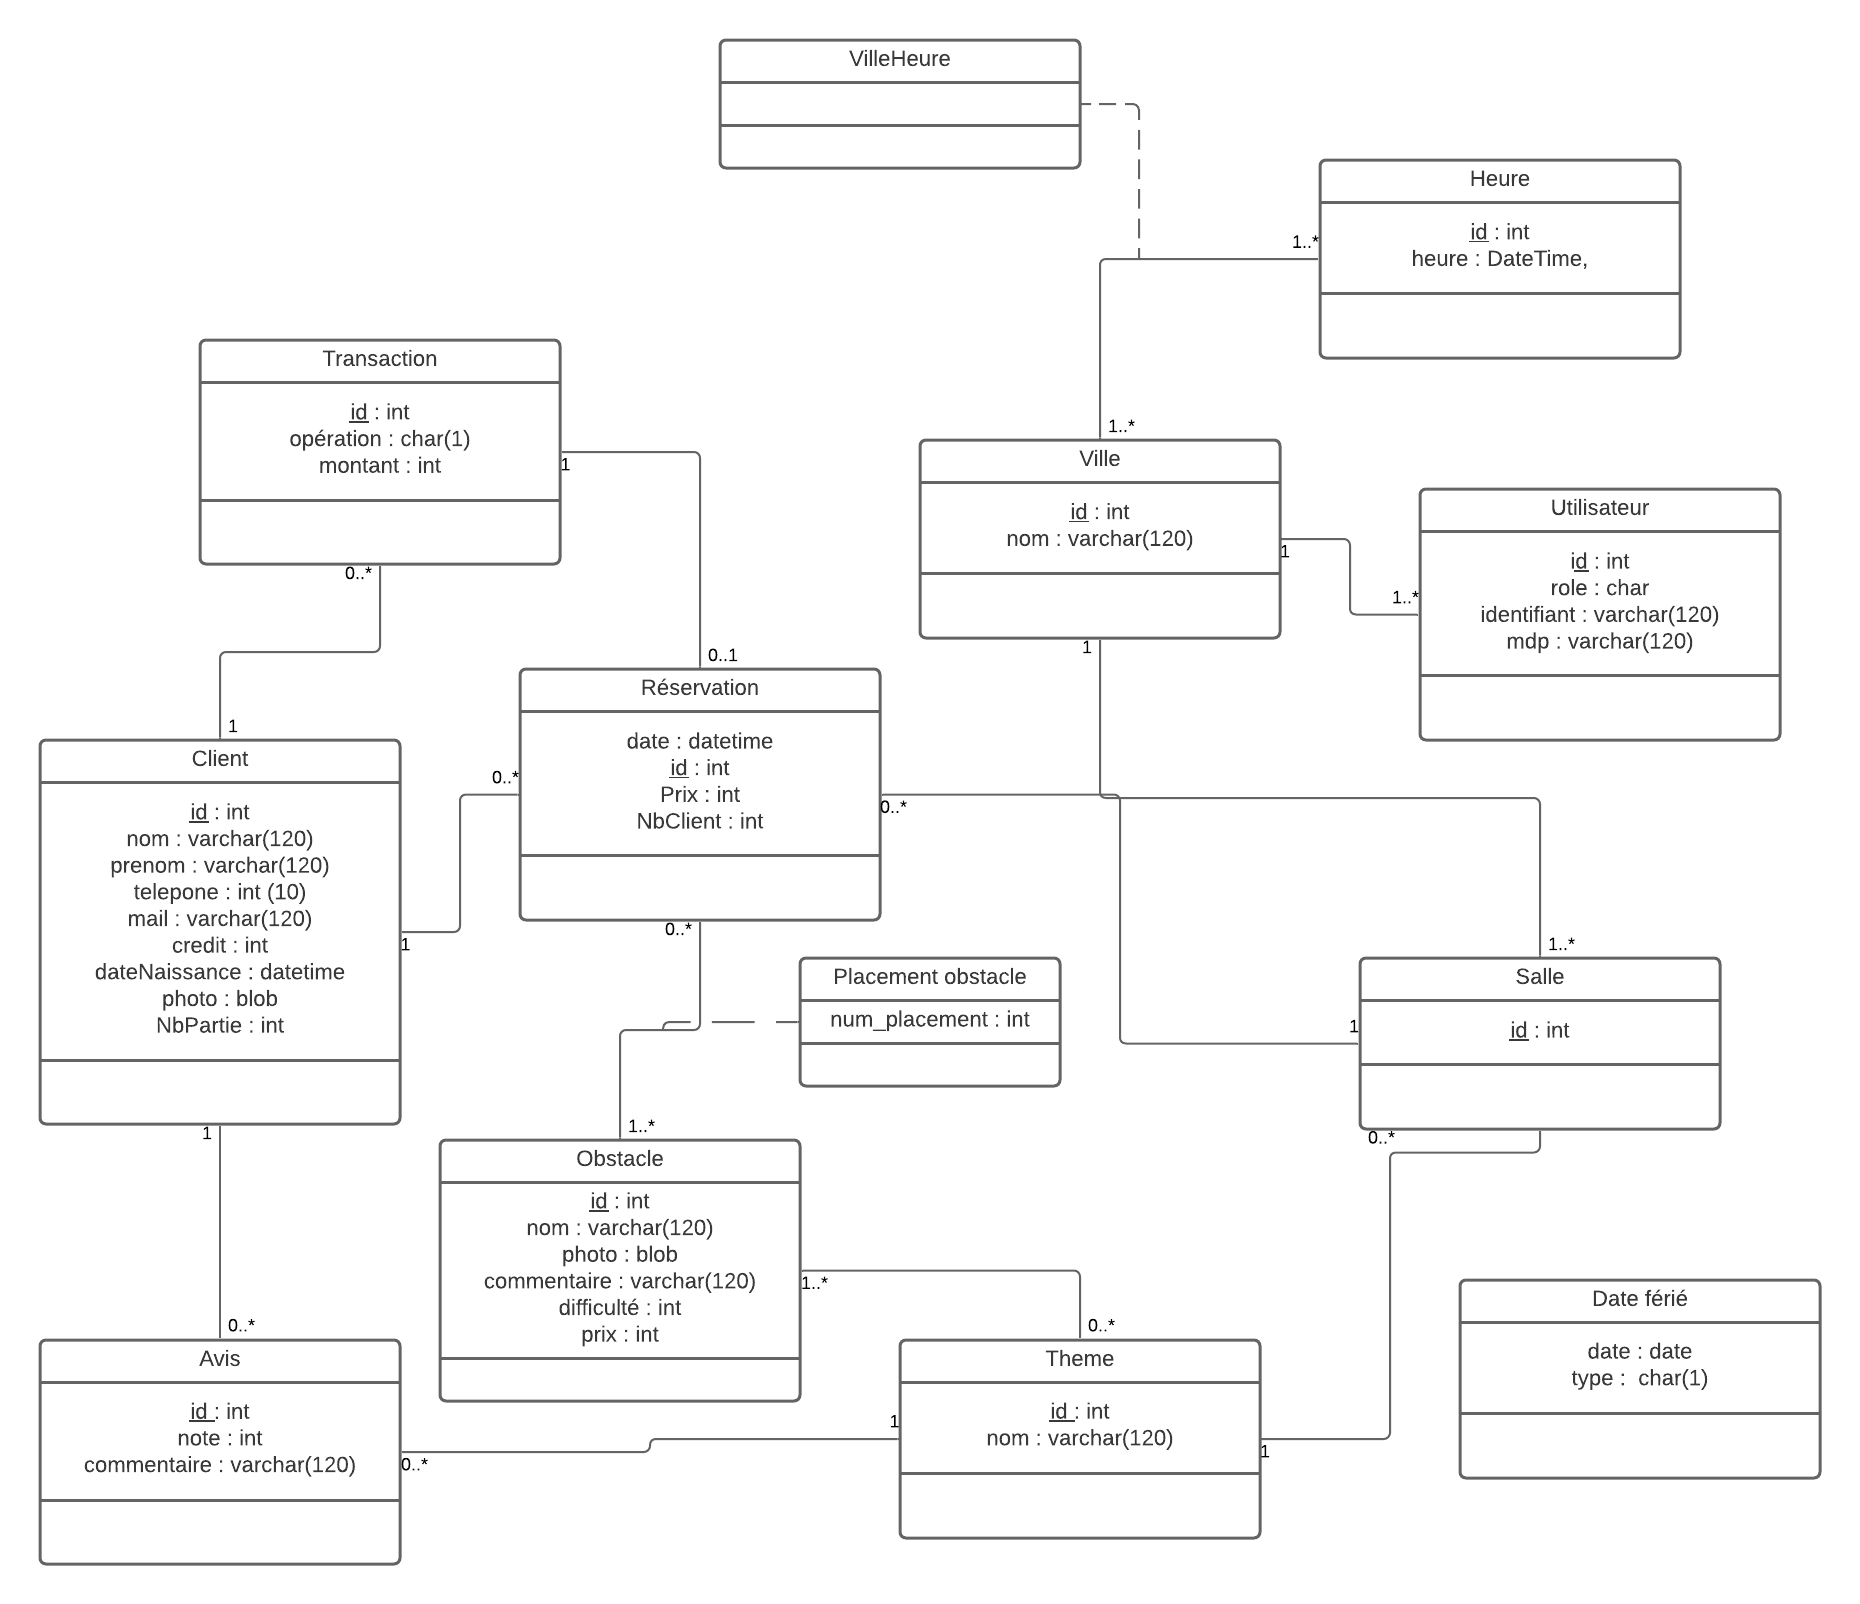 VilleHeure
Heure
id : int
heure : DateTime,
1..*
1..*
Transaction
id : int
opération : char(1)
montant : int
1
0..*
Ville
id : int
nom : varchar(120)
1
1
Utilisateur
id : int
role : char
identifiant : varchar(120)
mdp : varchar(120)
1..*
0..1
Réservation
date : datetime
id : int
Prix : int
NbClient : int
0..*
0..*
0..*
1
Client
id : int
nom : varchar(120)
prenom : varchar(120)
telepone : int (10)
mail : varchar(120)
credit : int
dateNaissance : datetime
photo : blob
NbPartie : int
1
1
Placement obstacle
num_placement : int
1..*
Salle
id : int
1
0..*
1..*
Obstacle
id : int
nom : varchar(120)
photo : blob
commentaire : varchar(120)
difficulté : int
prix : int
1..*
0..*
Avis
id : int
note : int
commentaire : varchar(120)
0..*
0..*
Theme
id : int
nom : varchar(120)
1
1
Date férié
date : date
type :  char(1)